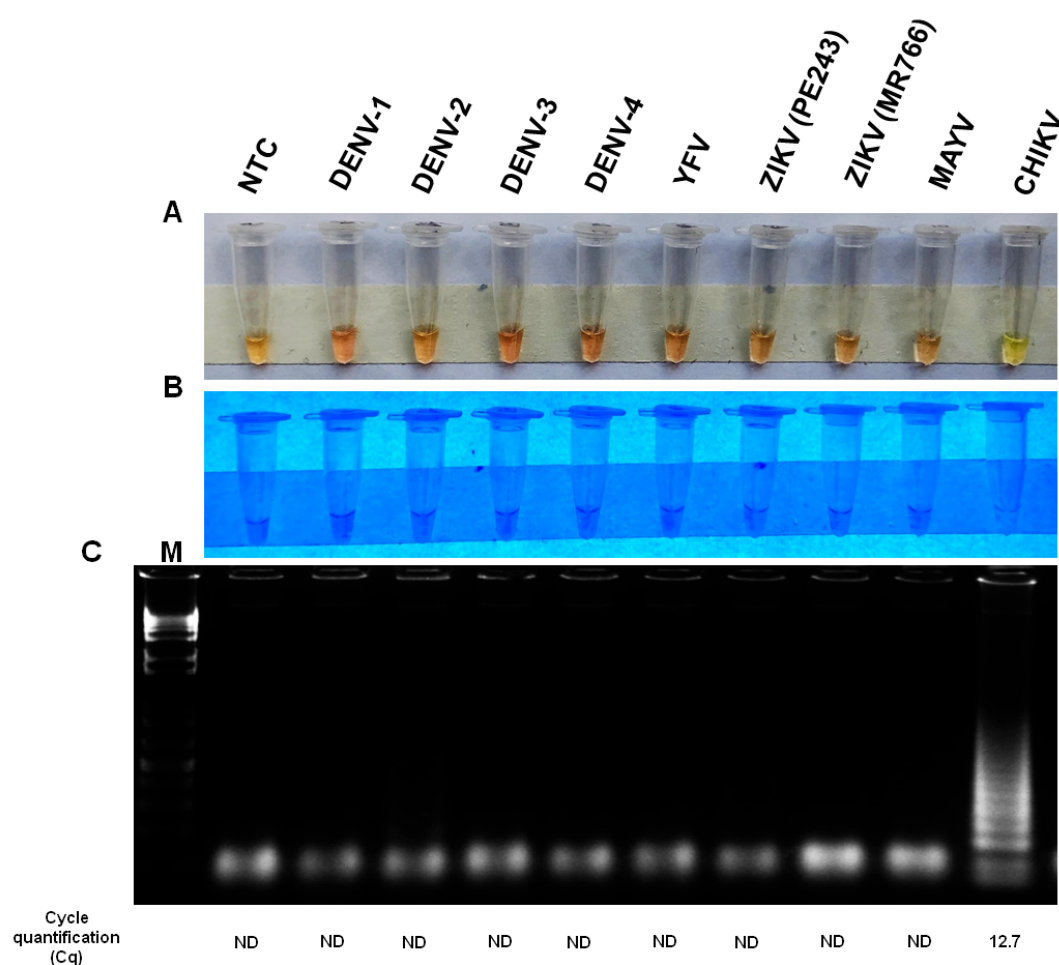 NTC
DENV-1
DENV-2
DENV-3
DENV-4
YFV
ZIKV (PE243)
ZIKV (MR766)
MAYV
CHIKV
A
B
C M
Cycle
quantification
(Cq)
ND ND ND ND ND ND ND ND ND 12.7